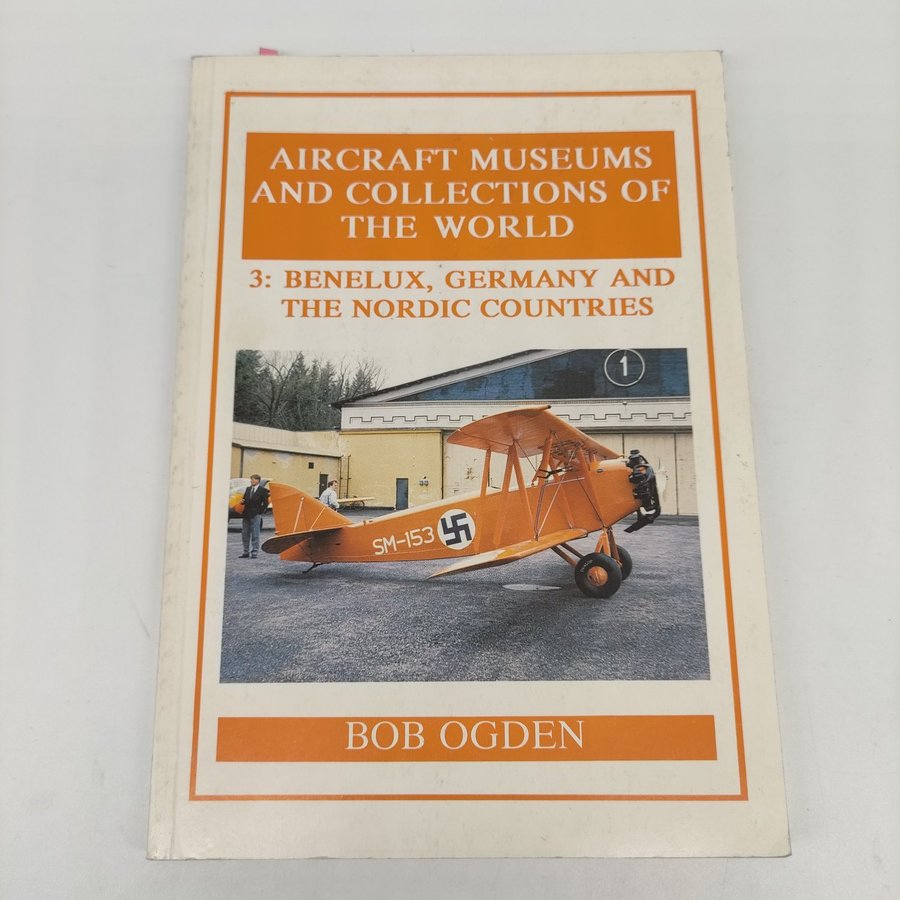 AIRCRAFT MUSEUMS
AND COLLECTIONS OF
THE WORLD
3: BENELUX, GERMANY AND
THE NORDIC COUNTRIES
1
SM-153
BOB OGDEN